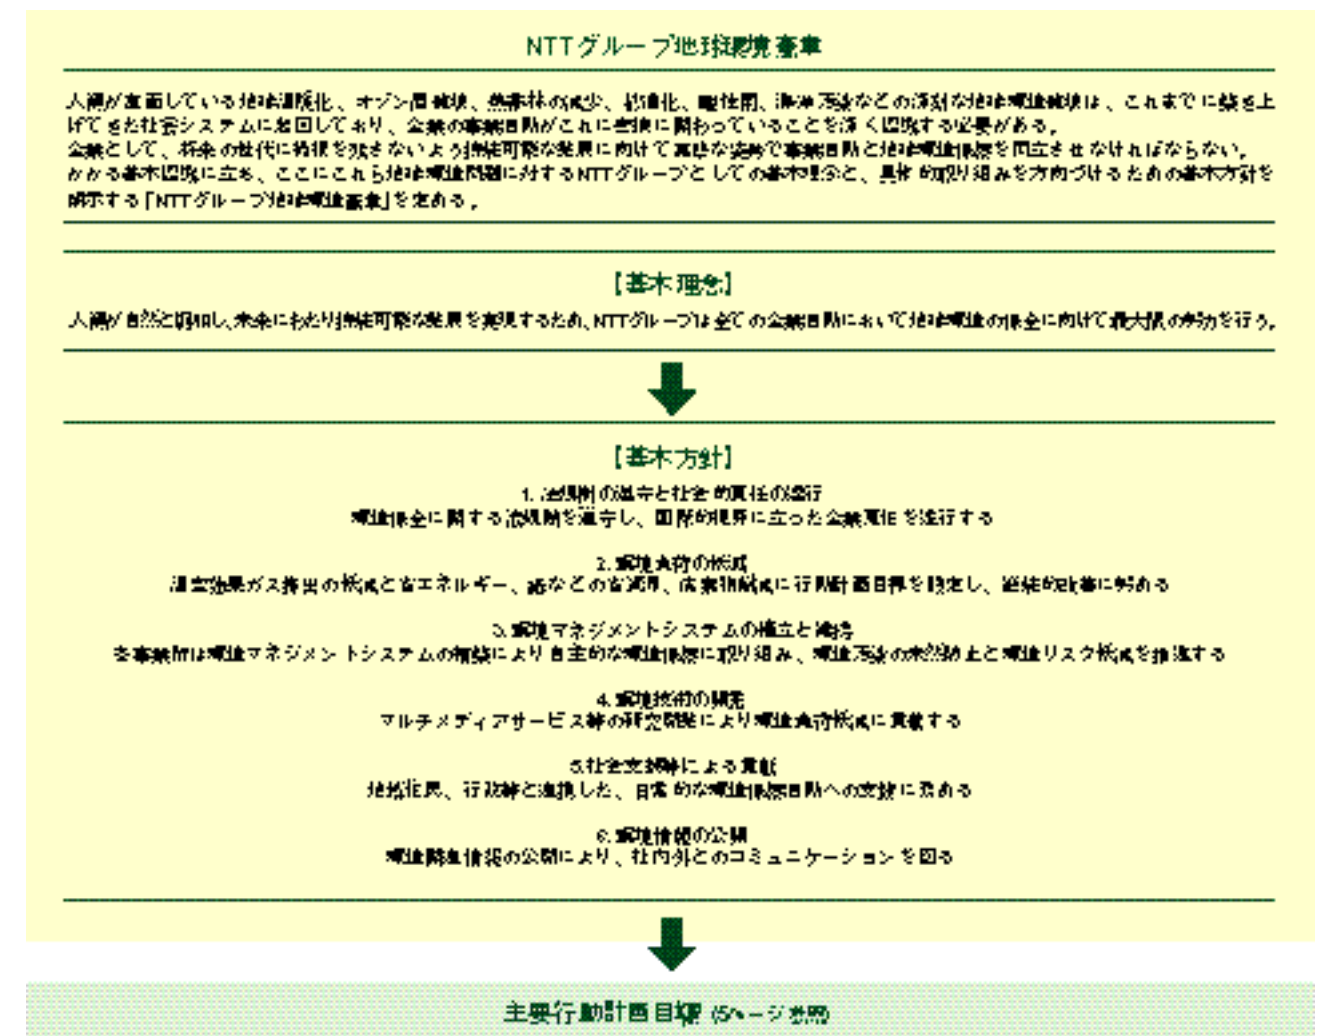 NTTグループ地球環境憲章
人類が直面している地球温暖化、オゾン層破壊、熱帯林の減少、砂漠化、酸性雨、海洋汚染などの深刻な地球環境破壊は、これまでに築き上
げてきた社会システムに起因しており、企業の事業活動がこれに密接に関わっていることを深く認識する必要がある。
企業として、将来の世代に禍根を残さないよう持続可能な発展に向けて真摯な姿勢で事業活動と地球環境保護を両立させなければならない。
かかる基本認識に立ち、ここにこれら地球環境問題に対するNTTグループとしての基本理念と、具体的取り組みを方向づけるための基本方針を
明示する「NTTグループ地球環境憲章」を定める。
【基本理念】
人類が自然と調和し、未来にわたり持続可能な発展を実現するため、NTTグループは全ての企業活動において地球環境の保全に向けて最大限の努力を行う。
【基本方針】
1. 法規制の遵守と社会的責任の遂行
環境保全に関する法規制を遵守し、国際的視野に立った企業責任を遂行する
2. 環境負荷の低減
温室効果ガス排出の低減と省エネルギー、紙などの省資源、廃棄物削減に行動計画目標を設定し、継続的改善に努める
3. 環境マネジメントシステムの確立と維持
各事業所は環境マネジメントシステムの構築により自主的な環境保護に取り組み、環境汚染の未然防止と環境リスク低減を推進する
4. 環境技術の開発
マルチメディアサービス等の研究開発により環境負荷低減に貢献する
5.社会支援等による貢献
地域住民、行政等と連携した、日常的な環境保護活動への支援に努める
6. 環境情報の公開
環境関連情報の公開により、社内外とのコミュニケーションを図る
主要行動計画目標 (5ページ参照)